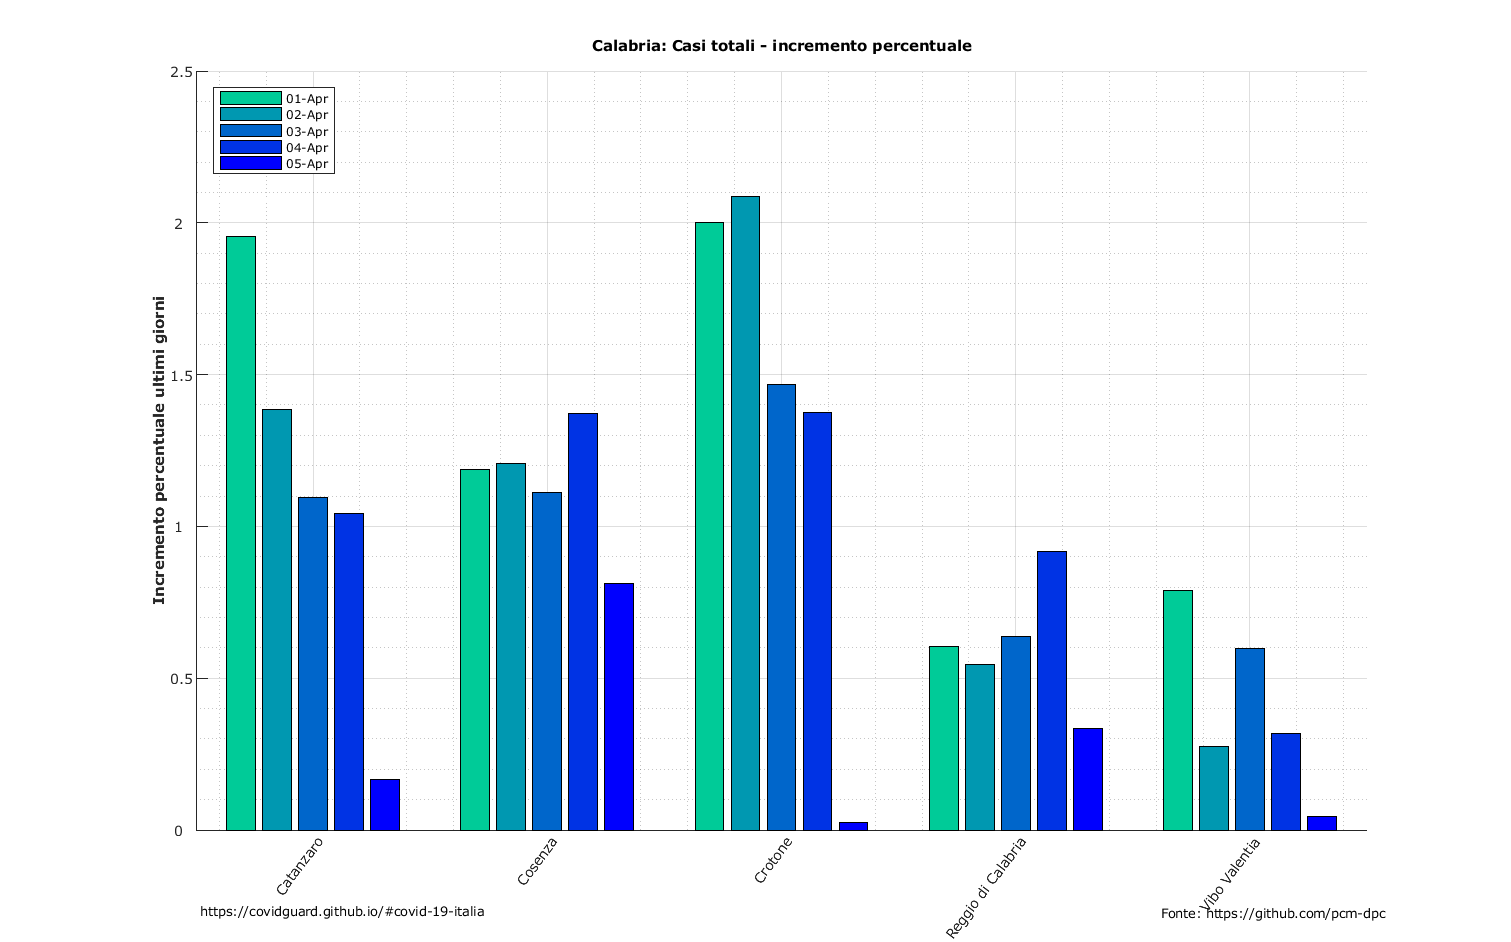 Calabria: Casi totali - incremento percentuale
2.5
2
1.5
1
0.5
0
Incremento percentuale ultimi giorni
01-Apr
02-Apr
03-Apr
04-Apr
05-Apr
Catanzaro
Cosenza
Crotone
Reggio di Calabria
Vibo Valentia
https://covidguard.github.io/#covid-19-italia
Fonte: https://github.com/pcm-dpc